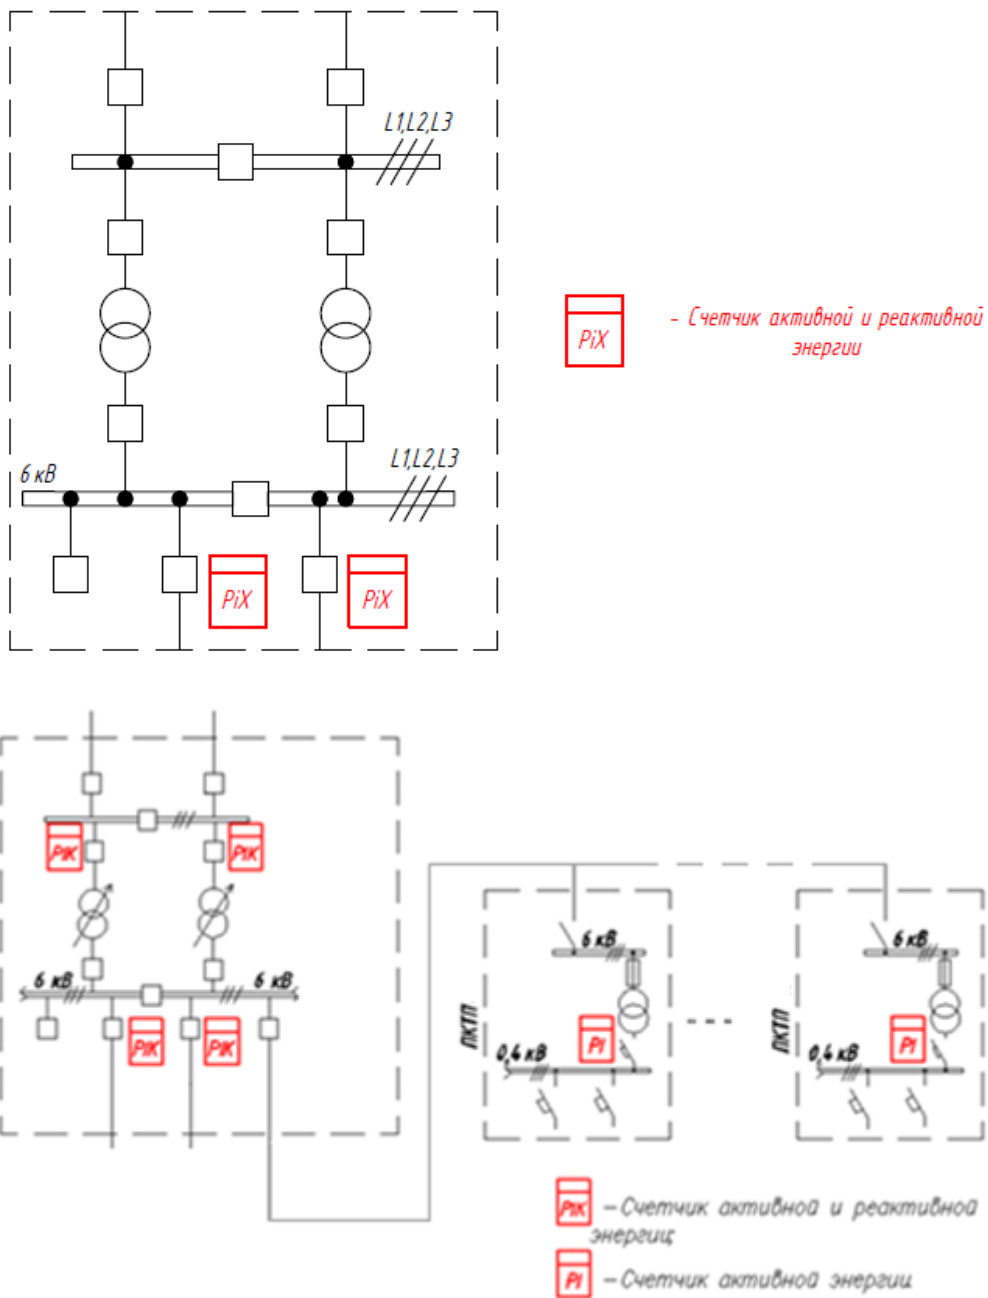 L1,L2,L3
PiX
- Счетчик активной и реактивной
энергии
L1,L2,L3
6 кВ
PiX
PiX
PIK
PIK
6 кВ
6 кВ
PIK
PIK
6 кВ
6 кВ
ПКТП
PI
0,4 кВ
ПКТП
PI
0,4 кВ
PIK
– Счетчик активной и реактивной
энергии;
PI
– Счетчик активной энергии